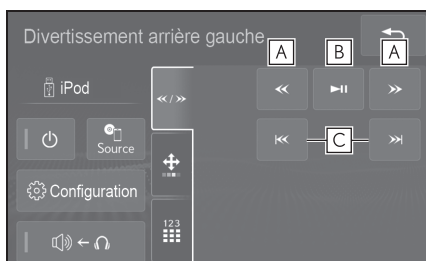 Divertissement arrière gauche
A B A
iPod
Source
C
Configuration
123